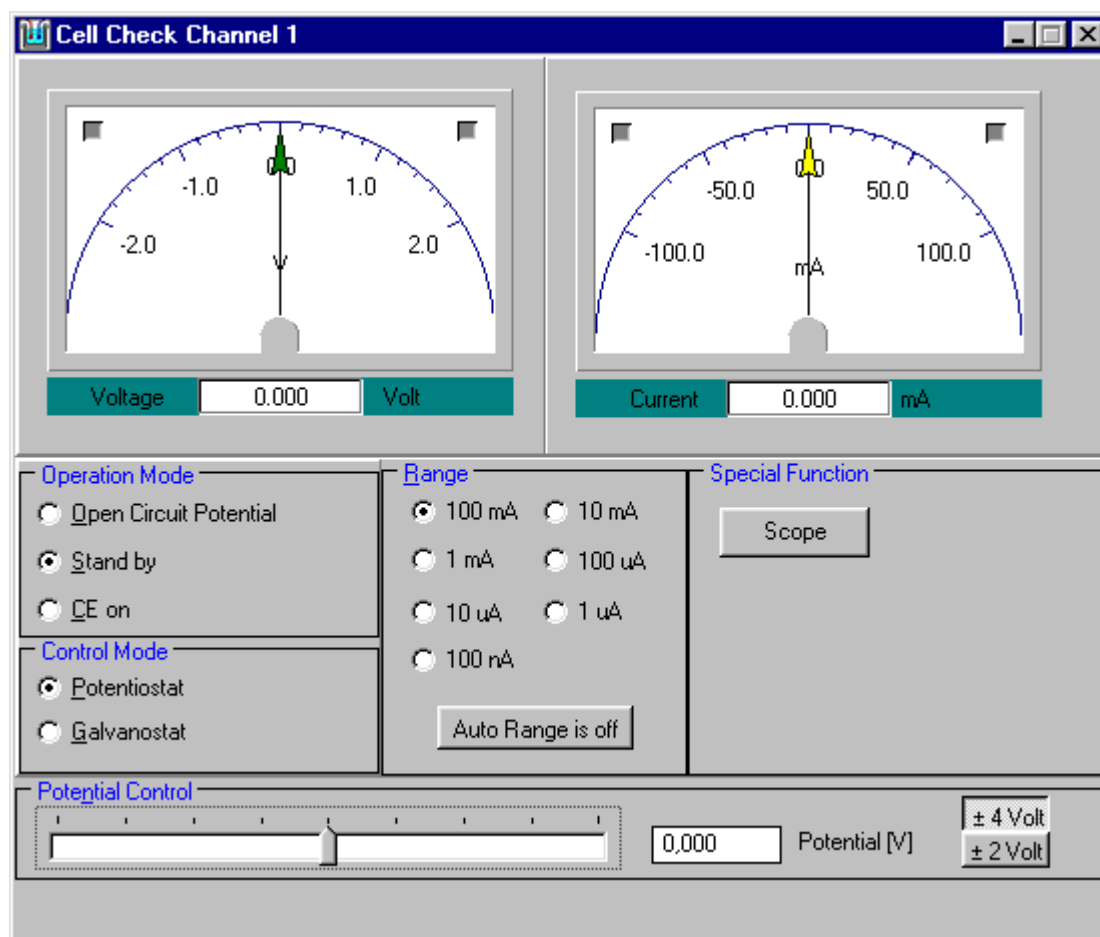 Cell Check Channel 1
0.0
-1.0 1.0
-2.0 2.0
V
0.0
-50.0 50.0
-100.0 100.0
mA
Voltage 0.000 Volt
Current 0.000 mA
Operation Mode
Open Circuit Potential
Stand by
CE on
Control Mode
Potentiostat
Galvanostat
Range
100 mA 10 mA
1 mA 100 uA
10 uA 1 uA
100 nA
Auto Range is off
Special Function
Scope
Potential Control
0,000 Potential [V]
± 4 Volt
± 2 Volt